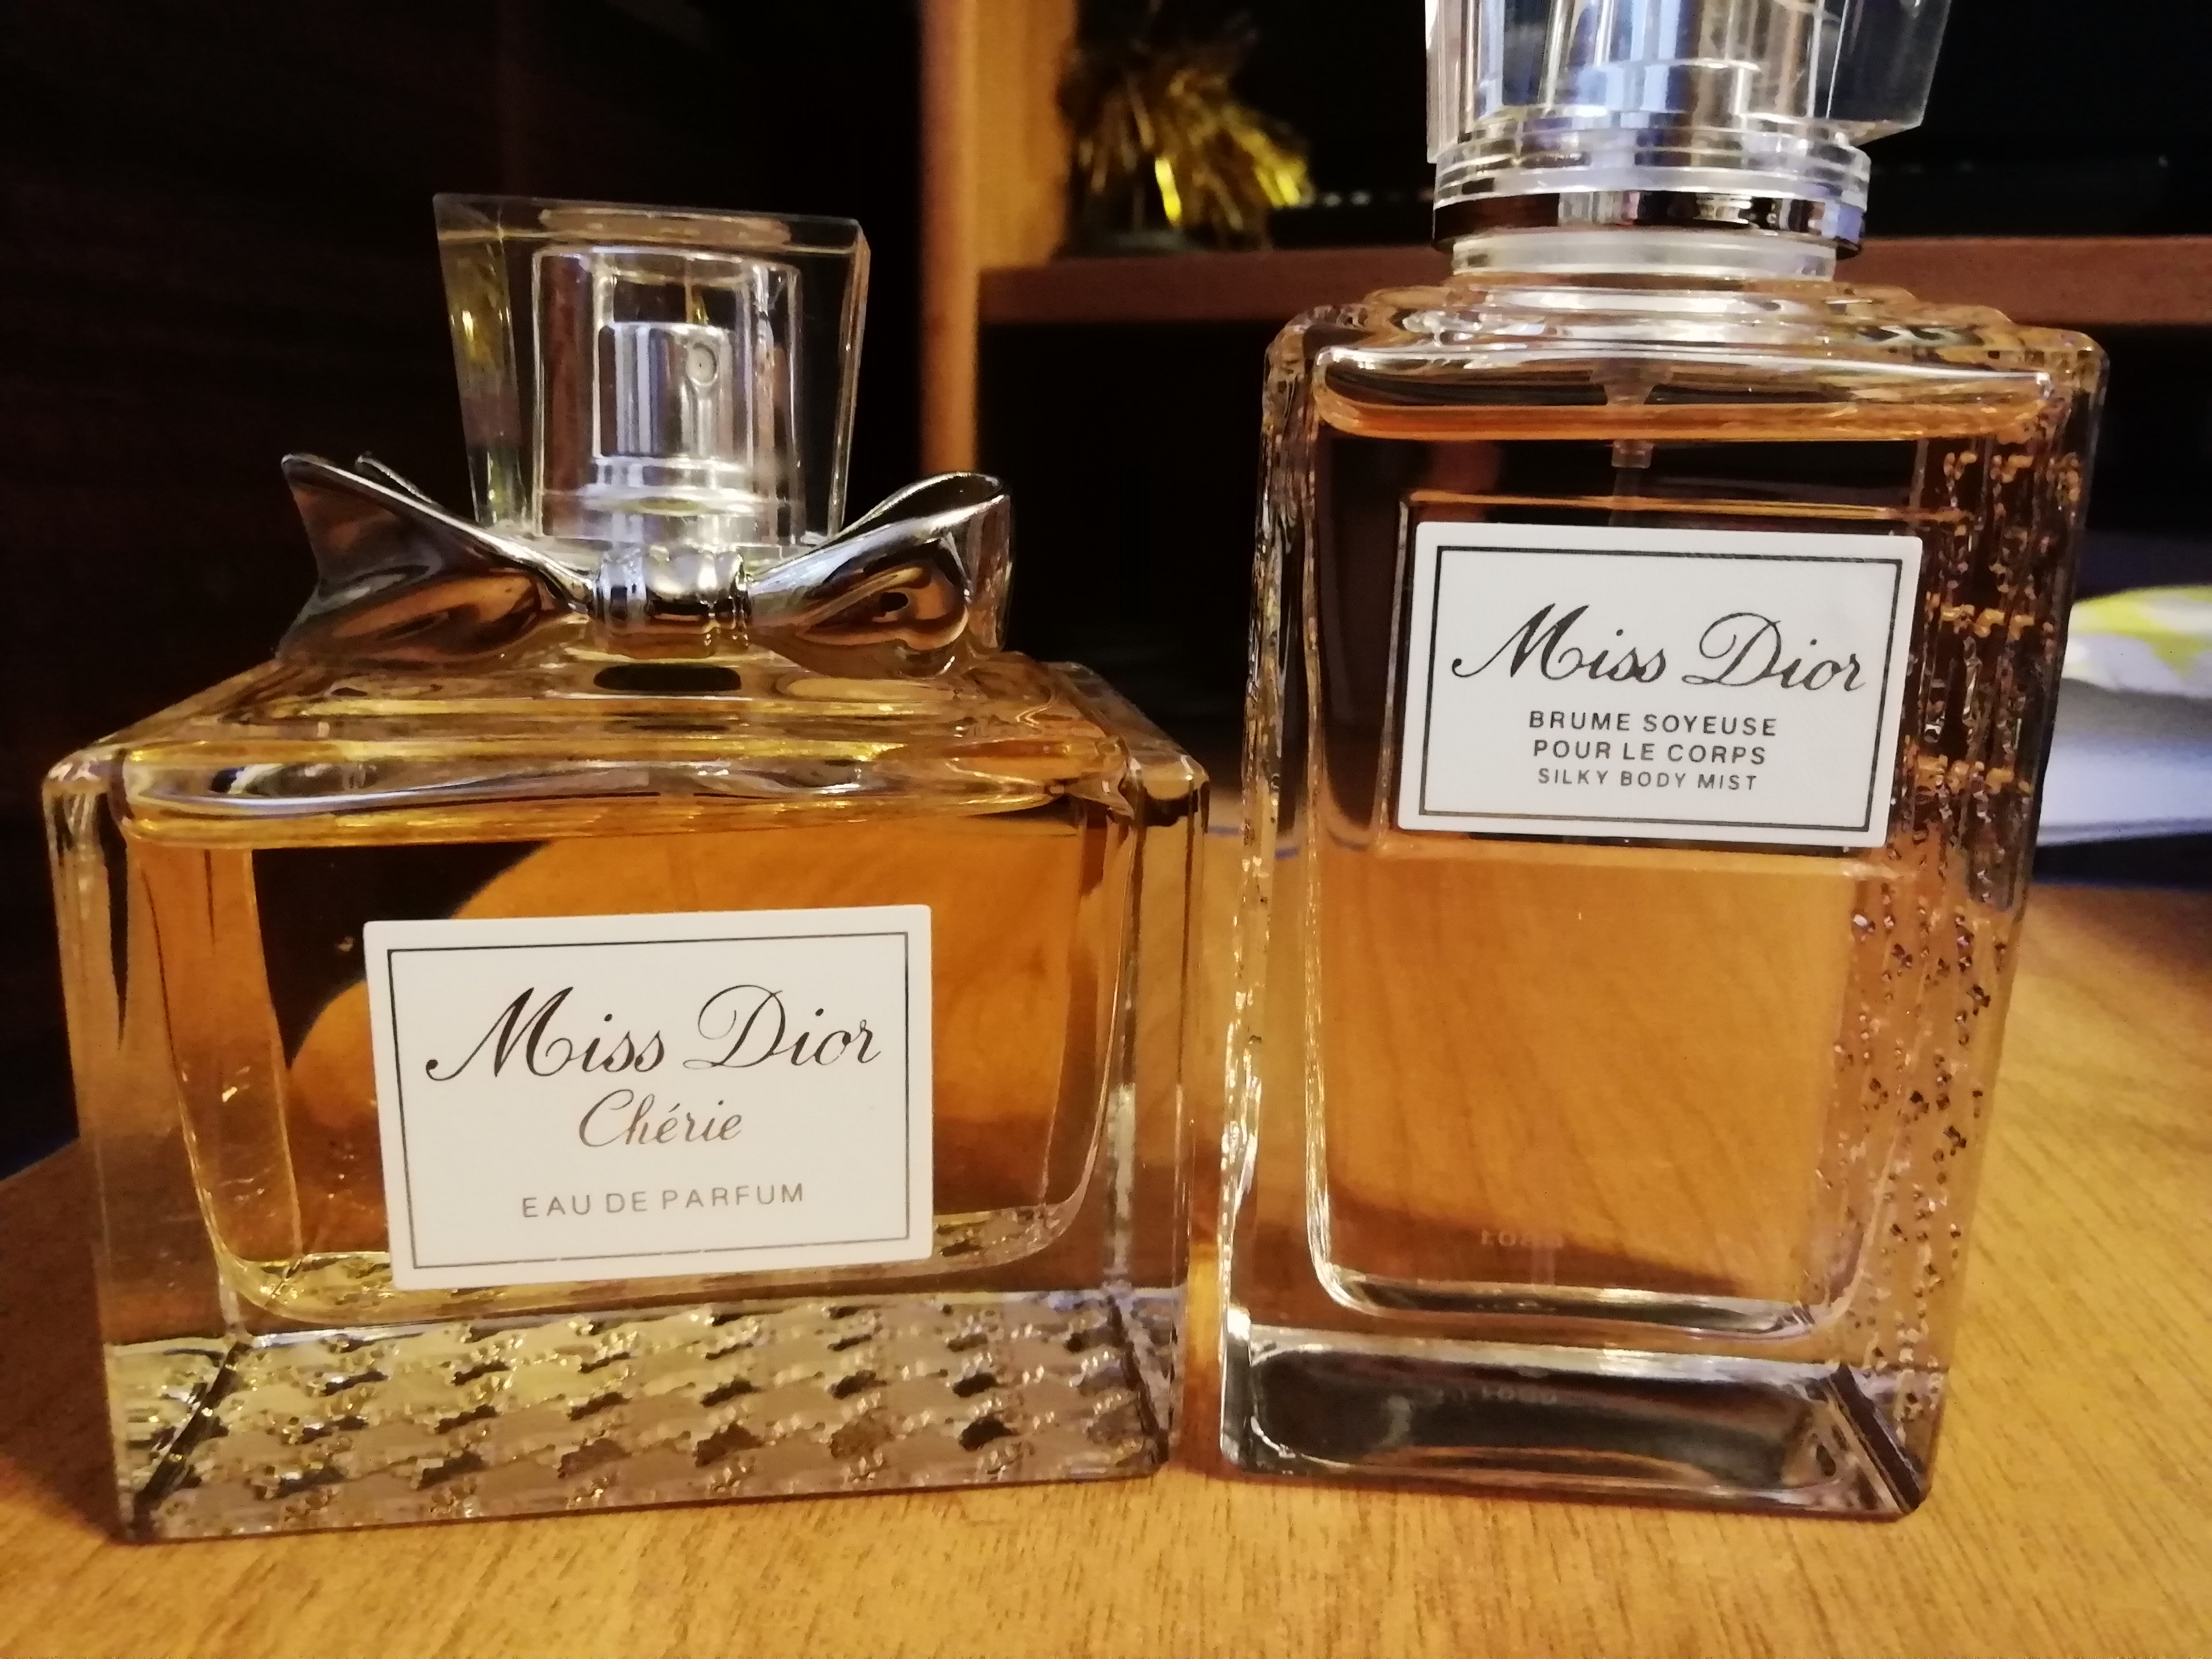 Miss Dior
Chérie
EAU DE PARFUM
Miss Dior
BRUME SOYEUSE
POUR LE CORPS
SILKY BODY MIST